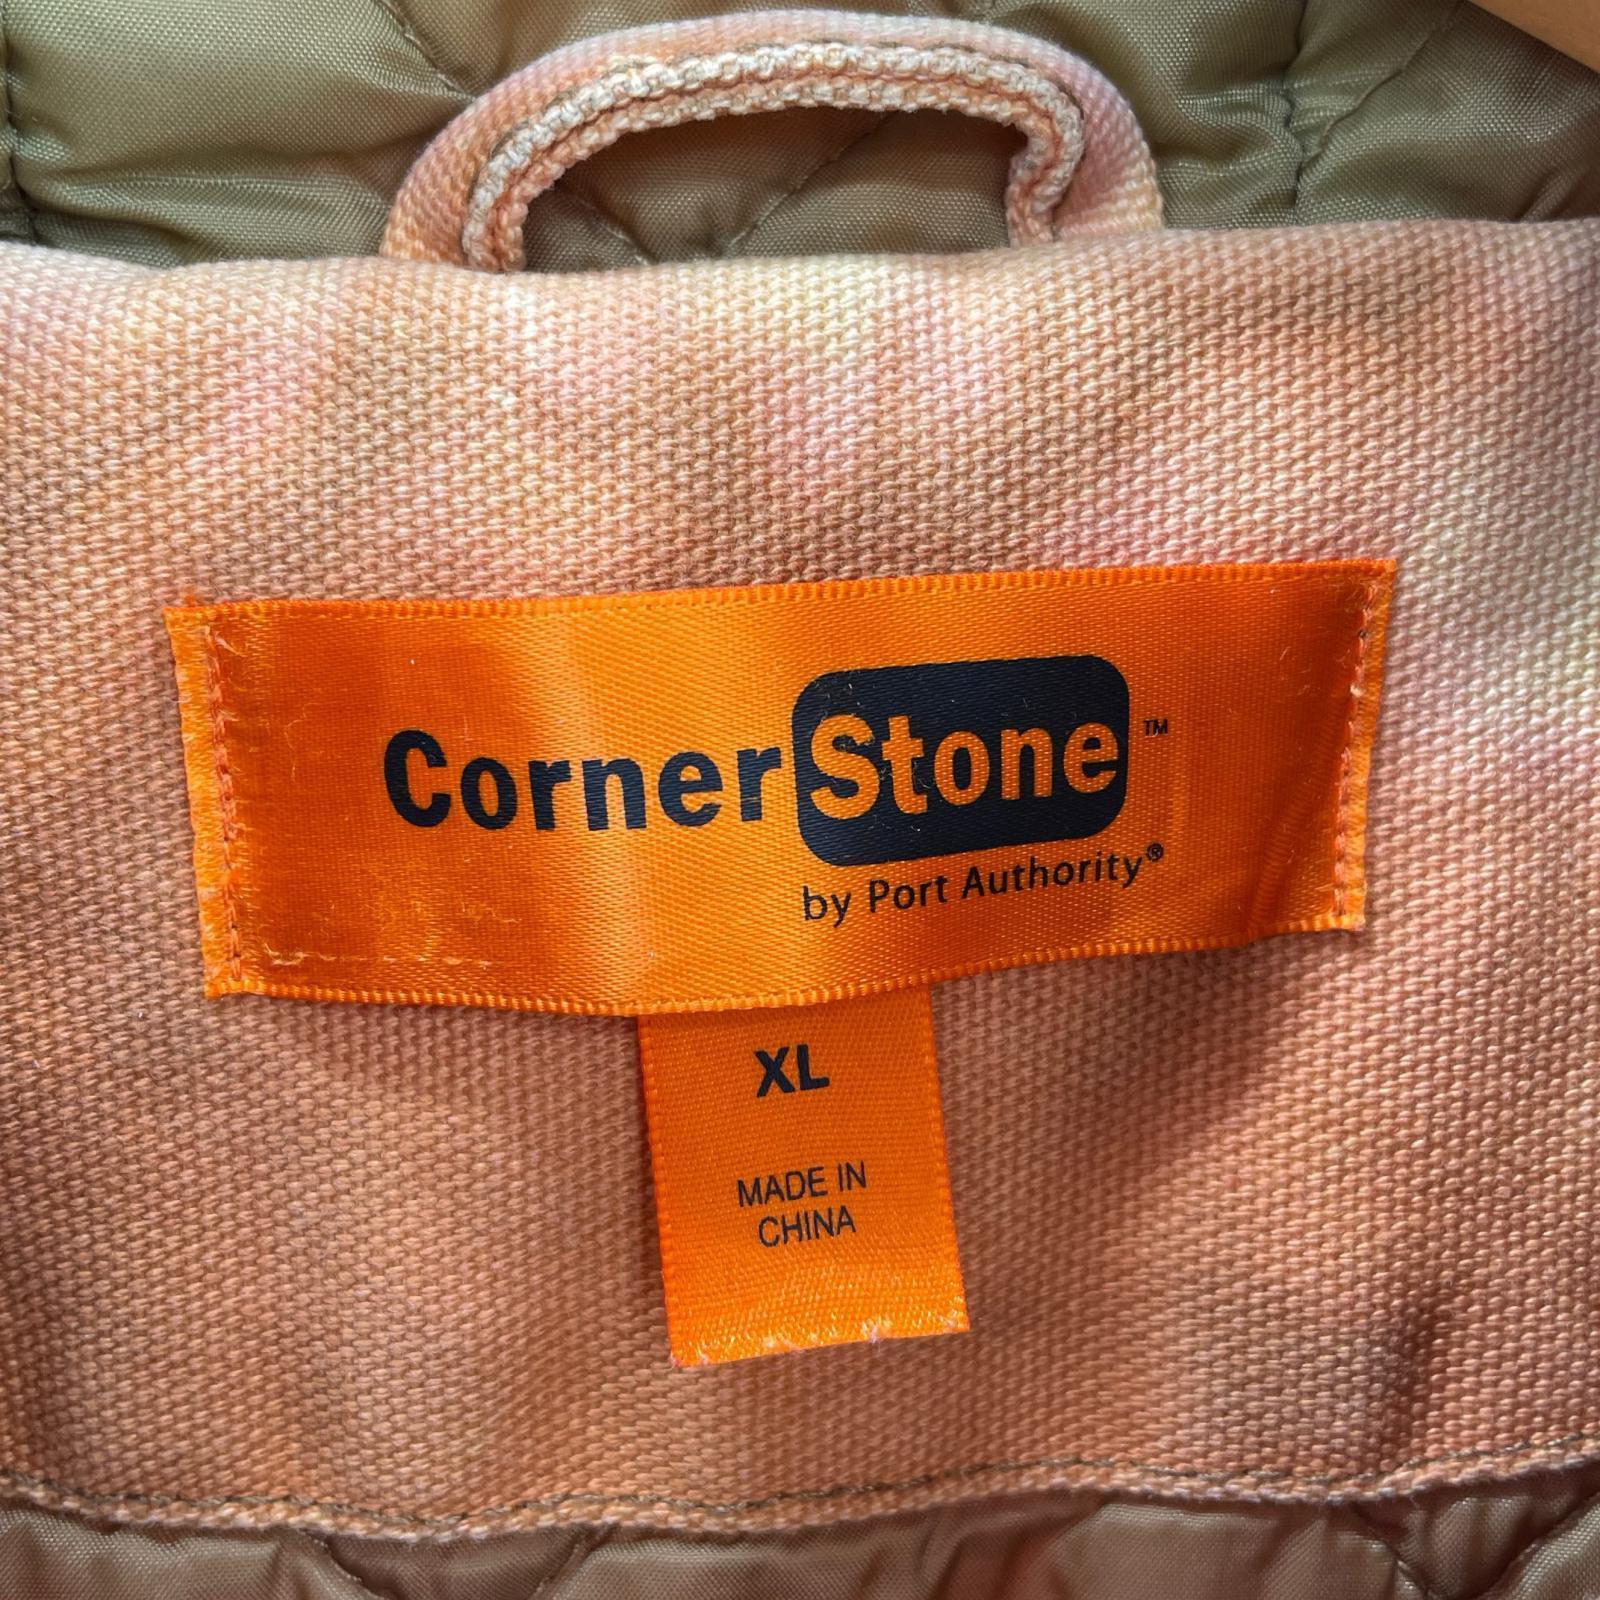 CornerStone™
by Port Authority®
XL
MADE IN
CHINA